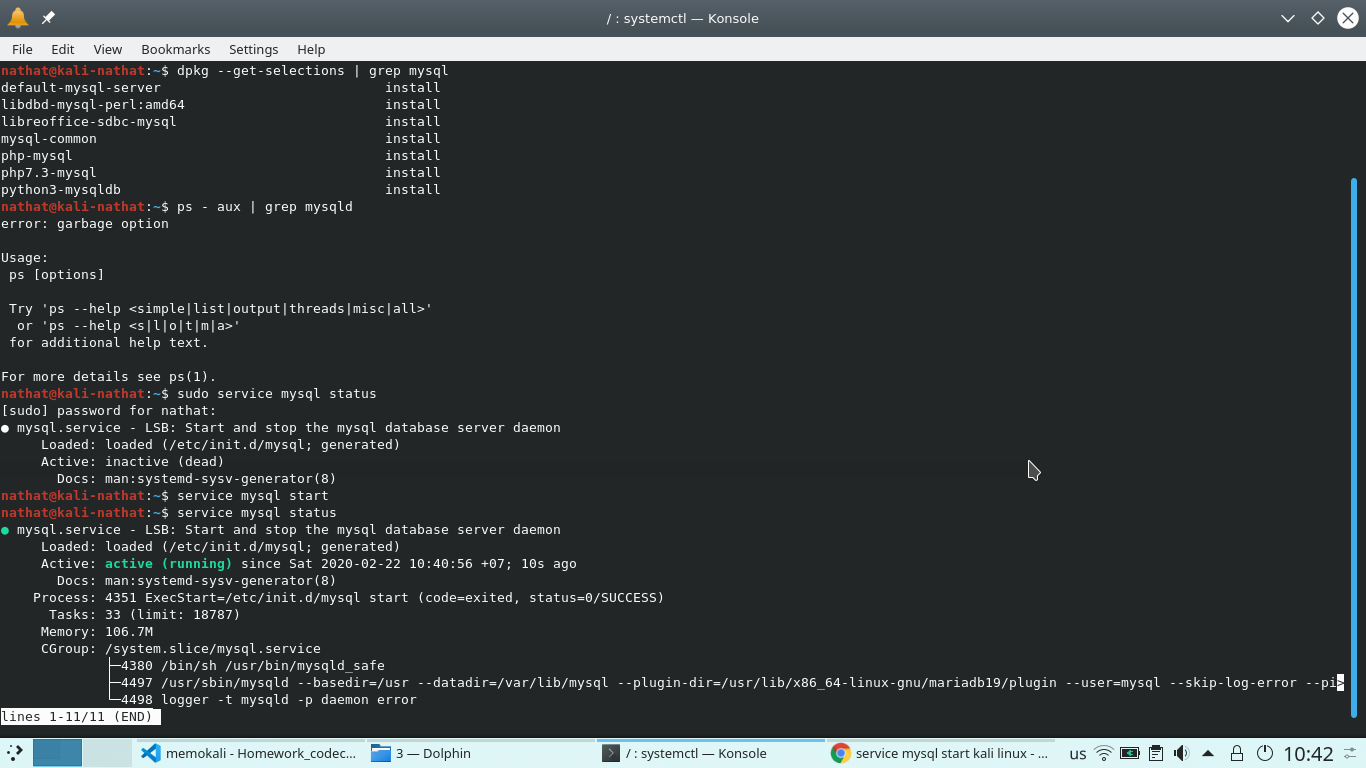 / : systemctl — Konsole
File Edit View Bookmarks Settings Help
nathat@kali-nathat:~$ dpkg --get-selections | grep mysql
default-mysql-server install
libdbd-mysql-perl:amd64 install
libreoffice-sdbc-mysql install
mysql-common install
php-mysql install
php7.3-mysql install
python3-mysqldb install
nathat@kali-nathat:~$ ps - aux | grep mysqld
error: garbage option
Usage:
ps [options]
Try 'ps --help <simple|list|output|threads|misc|all>'
or 'ps --help <s|l|o|t|m|a>'
for additional help text.
For more details see ps(1).
nathat@kali-nathat:~$ sudo service mysql status
[sudo] password for nathat:
● mysql.service - LSB: Start and stop the mysql database server daemon
Loaded: loaded (/etc/init.d/mysql; generated)
Active: inactive (dead)
Docs: man:systemd-sysv-generator(8)
nathat@kali-nathat:~$ service mysql start
nathat@kali-nathat:~$ service mysql status
● mysql.service - LSB: Start and stop the mysql database server daemon
Loaded: loaded (/etc/init.d/mysql; generated)
Active: active (running) since Sat 2020-02-22 10:40:56 +07; 10s ago
Docs: man:systemd-sysv-generator(8)
Process: 4351 ExecStart=/etc/init.d/mysql start (code=exited, status=0/SUCCESS)
Tasks: 33 (limit: 18787)
Memory: 106.7M
CGroup: /system.slice/mysql.service
├─4380 /bin/sh /usr/bin/mysqld_safe
├─4497 /usr/sbin/mysqld --basedir=/usr --datadir=/var/lib/mysql --plugin-dir=/usr/lib/x86_64-linux-gnu/mariadb19/plugin --user=mysql --skip-log-error --pi>
└─4498 logger -t mysqld -p daemon error
lines 1-11/11 (END)
memokali - Homework_codec... 3 — Dolphin / : systemctl — Konsole service mysql start kali linux - ... us 10:42